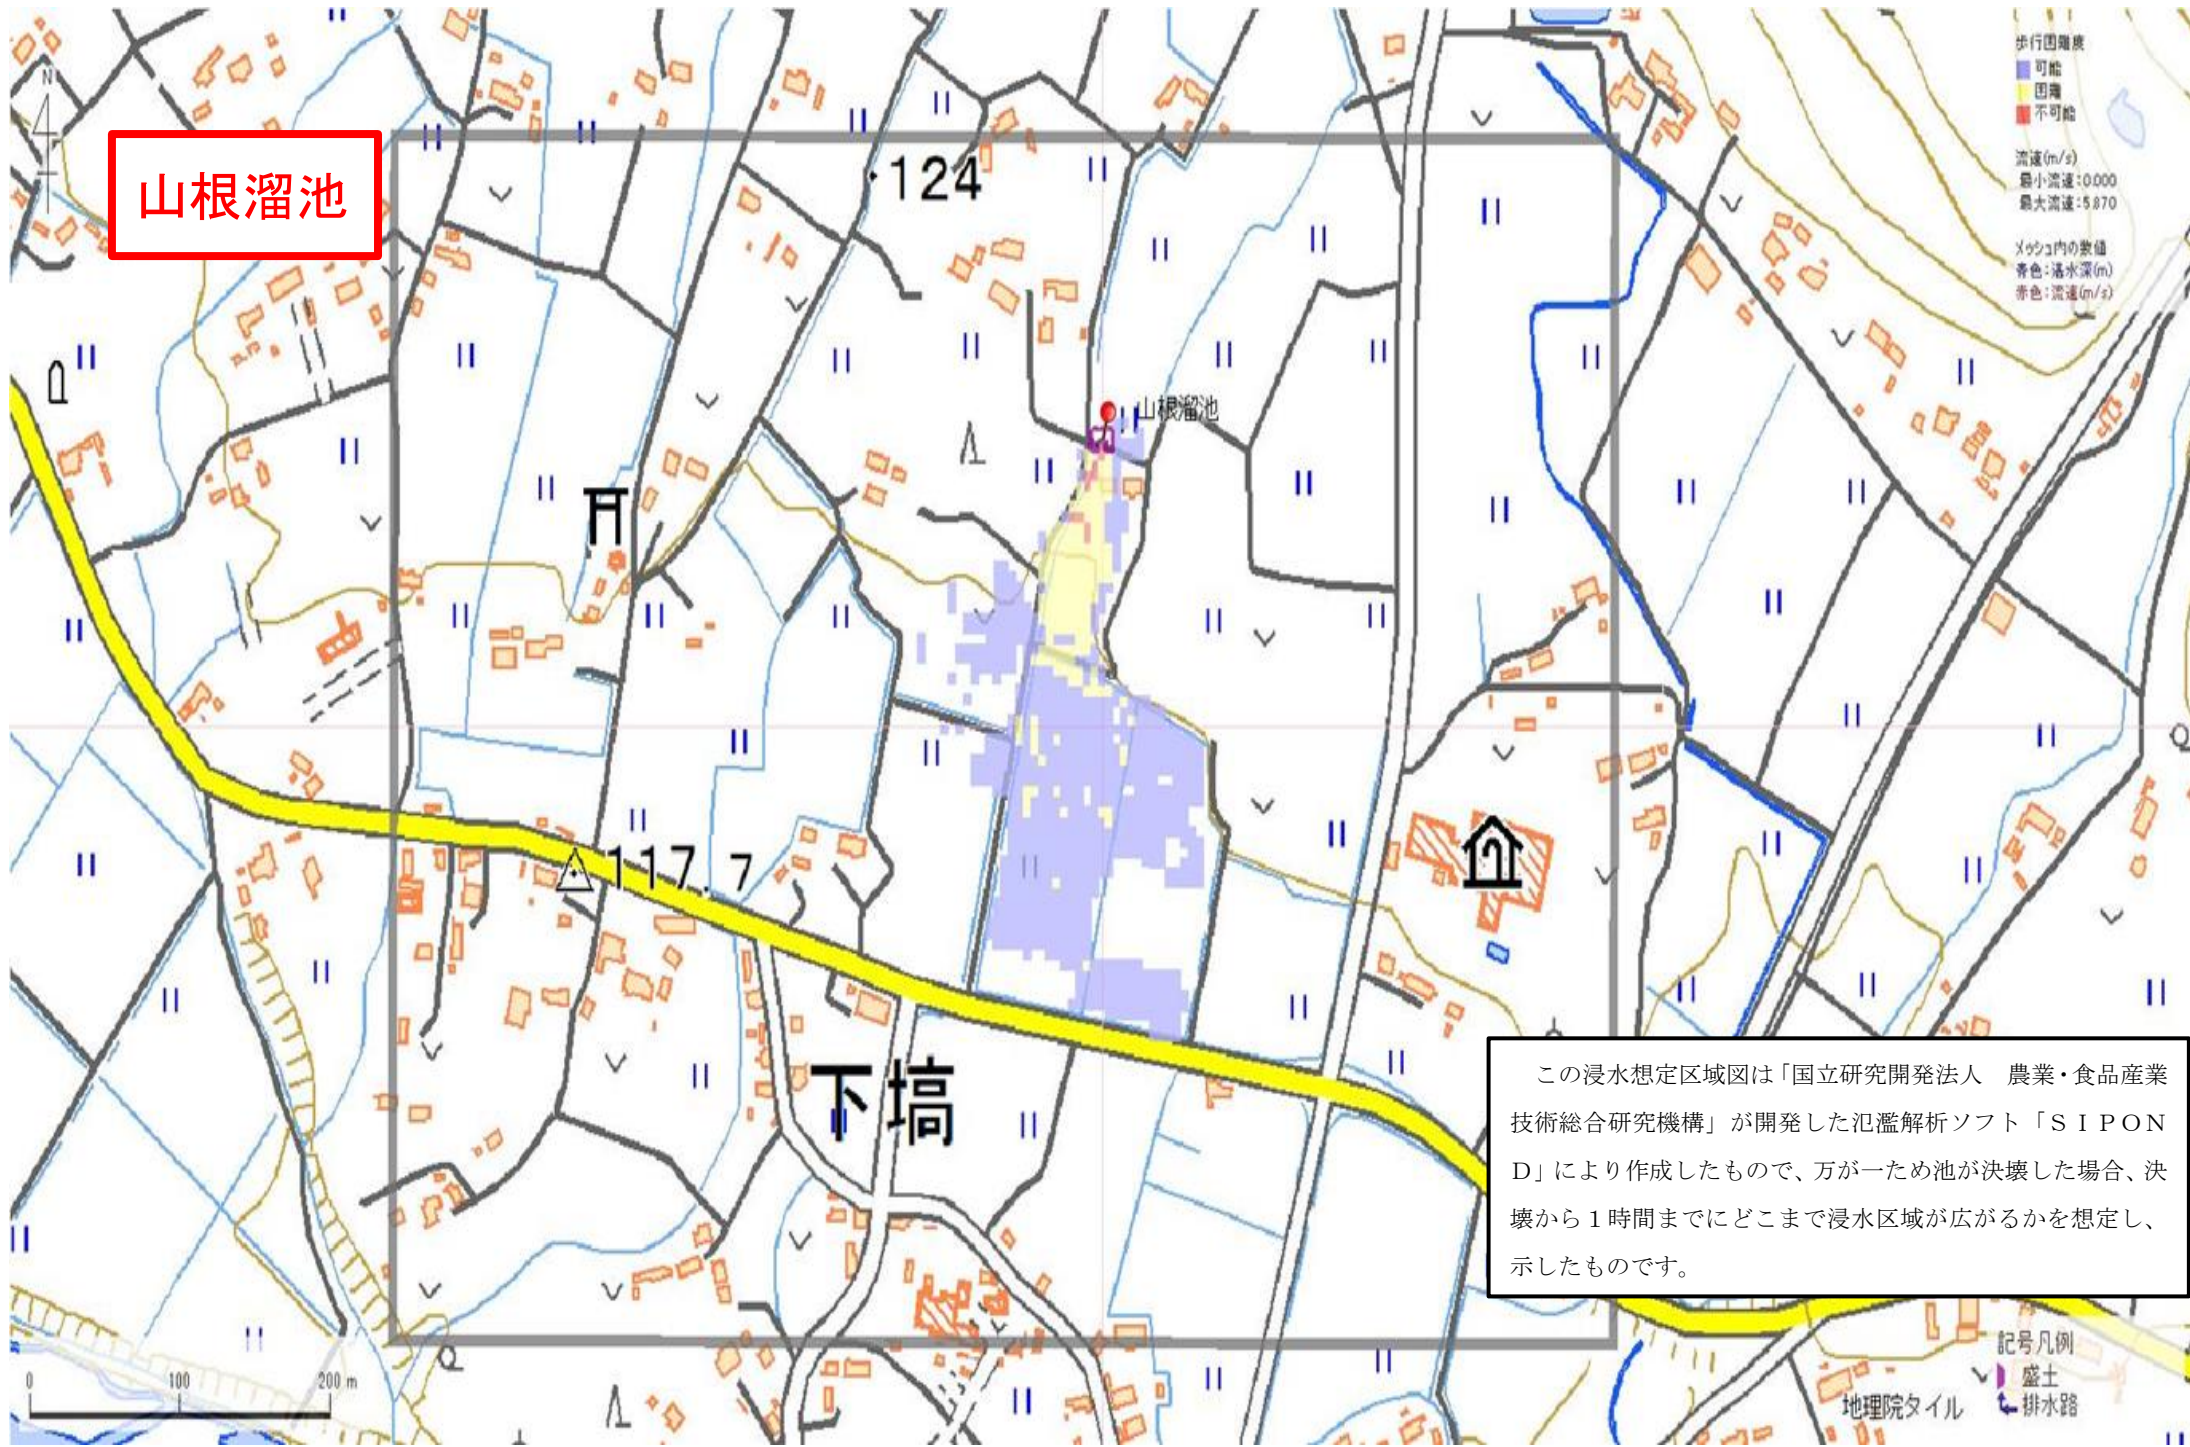 N
山根溜池
・124
歩行困難度
可能
困難
不可能
流速(m/s)
最小流速:0.000
最大流速:5.870
メッシュ内の数値
青色:湛水深(m)
赤色:流速(m/s)
山根溜池
117.7
下塙
この浸水想定区域図は「国立研究開発法人　農業・食品産業
技術総合研究機構」が開発した氾濫解析ソフト「ＳＩＰＯＮ
Ｄ」により作成したもので、万が一ため池が決壊した場合、決
壊から１時間までにどこまで浸水区域が広がるかを想定し、
示したものです。
0 100 200 m
記号凡例
盛土
排水路
地理院タイル